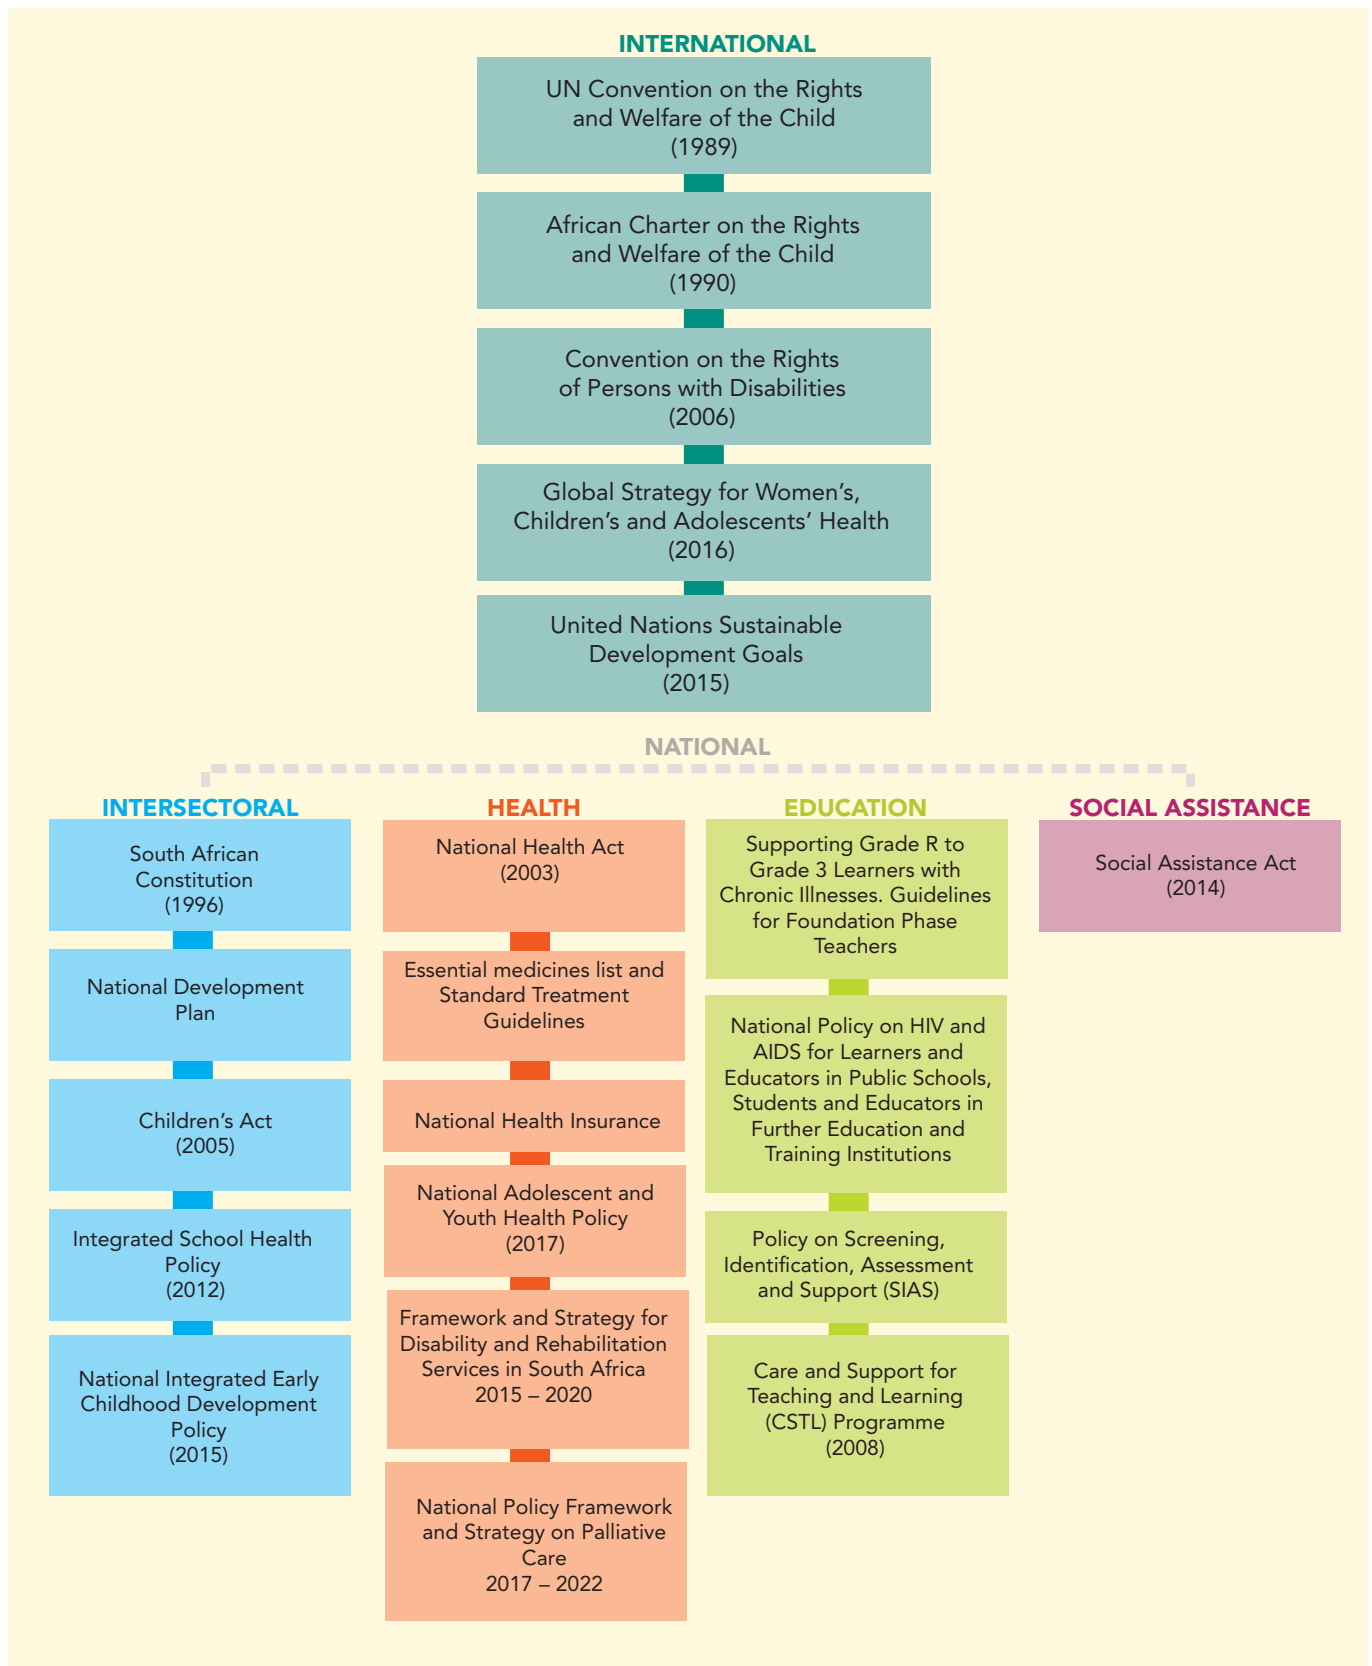 INTERNATIONAL
UN Convention on the Rights
and Welfare of the Child
(1989)
African Charter on the Rights
and Welfare of the Child
(1990)
Convention on the Rights
of Persons with Disabilities
(2006)
Global Strategy for Women’s,
Children’s and Adolescents’ Health
(2016)
United Nations Sustainable
Development Goals
(2015)
NATIONAL
INTERSECTORAL
South African
Constitution
(1996)
National Development
Plan
Children’s Act
(2005)
Integrated School Health
Policy
(2012)
National Integrated Early
Childhood Development
Policy
(2015)
HEALTH
National Health Act
(2003)
Essential medicines list and
Standard Treatment
Guidelines
National Health Insurance
National Adolescent and
Youth Health Policy
(2017)
Framework and Strategy for
Disability and Rehabilitation
Services in South Africa
2015 – 2020
National Policy Framework
and Strategy on Palliative
Care
2017 – 2022
EDUCATION
Supporting Grade R to
Grade 3 Learners with
Chronic Illnesses. Guidelines
for Foundation Phase
Teachers
National Policy on HIV and
AIDS for Learners and
Educators in Public Schools,
Students and Educators in
Further Education and
Training Institutions
Policy on Screening,
Identification, Assessment
and Support (SIAS)
Care and Support for
Teaching and Learning
(CSTL) Programme
(2008)
SOCIAL ASSISTANCE
Social Assistance Act
(2014)